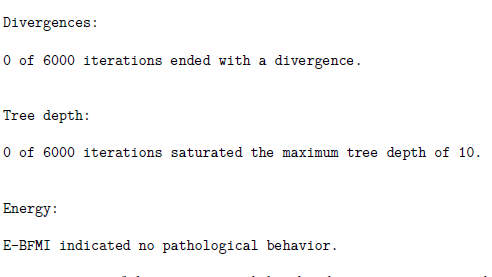 Divergences:
0 of 6000 iterations ended with a divergence.
Tree depth:
0 of 6000 iterations saturated the maximum tree depth of 10.
Energy:
E-BFMI indicated no pathological behavior.